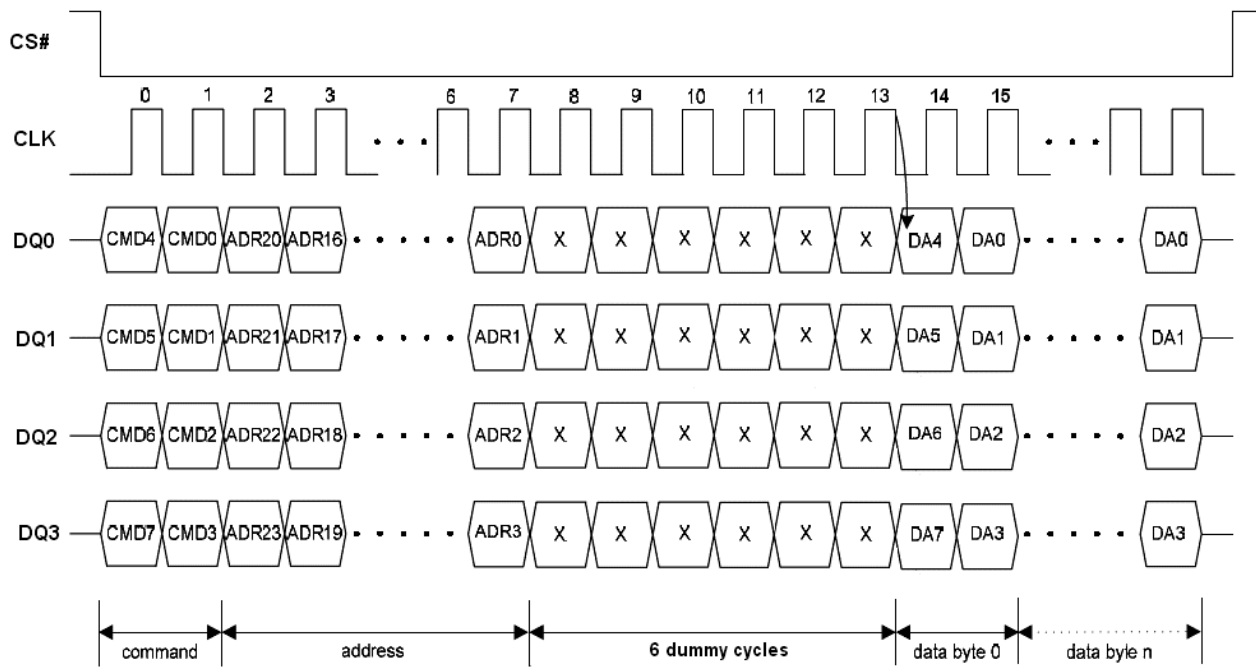 CS#
0 1 2 3 6 7 8 9 10 11 12 13 14 15
CLK
DQ0 CMD4 CMD0 ADR20 ADR16 ADR0 X X X X X X DA4 DA0 DA0
DQ1 CMD5 CMD1 ADR21 ADR17 ADR1 X X X X X X DA5 DA1 DA1
DQ2 CMD6 CMD2 ADR22 ADR18 ADR2 X X X X X X DA6 DA2 DA2
DQ3 CMD7 CMD3 ADR23 ADR19 ADR3 X X X X X X DA7 DA3 DA3
command address 6 dummy cycles data byte 0 data byte n